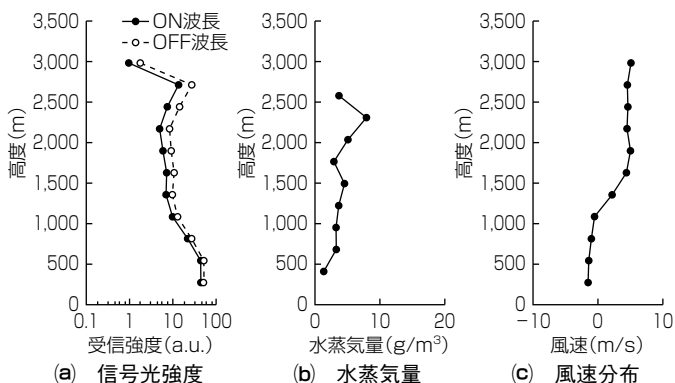 ON波長
OFF波長
3,500
3,000
2,500
2,000
1,500
1,000
500
0
高度(m)
0.1 1 10 100
受信強度(a.u.)
(a) 信号光強度
3,500
3,000
2,500
2,000
1,500
1,000
500
0
高度(m)
0 10 20
水蒸気量(g/m³)
(b) 水蒸気量
3,500
3,000
2,500
2,000
1,500
1,000
500
0
高度(m)
-10 0 10
風速(m/s)
(c) 風速分布